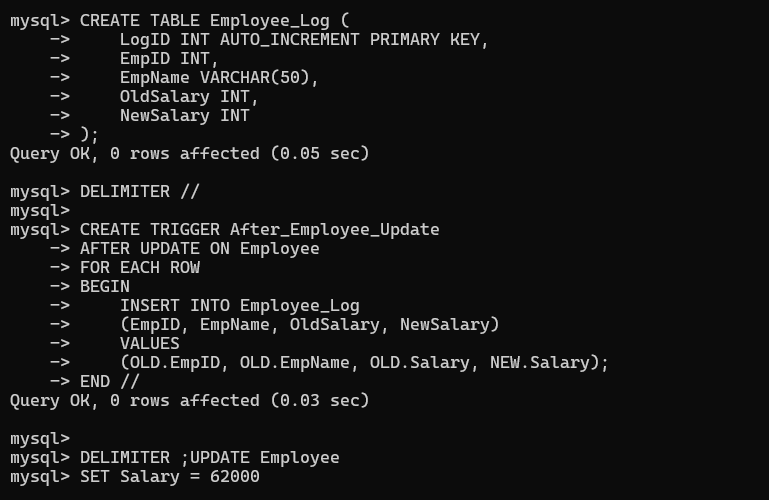 mysql> CREATE TABLE Employee_Log (
    ->     LogID INT AUTO_INCREMENT PRIMARY KEY,
    ->     EmpID INT,
    ->     EmpName VARCHAR(50),
    ->     OldSalary INT,
    ->     NewSalary INT
    -> );
Query OK, 0 rows affected (0.05 sec)

mysql> DELIMITER //
mysql>
mysql> CREATE TRIGGER After_Employee_Update
    -> AFTER UPDATE ON Employee
    -> FOR EACH ROW
    -> BEGIN
    ->     INSERT INTO Employee_Log
    ->     (EmpID, EmpName, OldSalary, NewSalary)
    ->     VALUES
    ->     (OLD.EmpID, OLD.EmpName, OLD.Salary, NEW.Salary);
    -> END //
Query OK, 0 rows affected (0.03 sec)

mysql>
mysql> DELIMITER ;UPDATE Employee
mysql> SET Salary = 62000